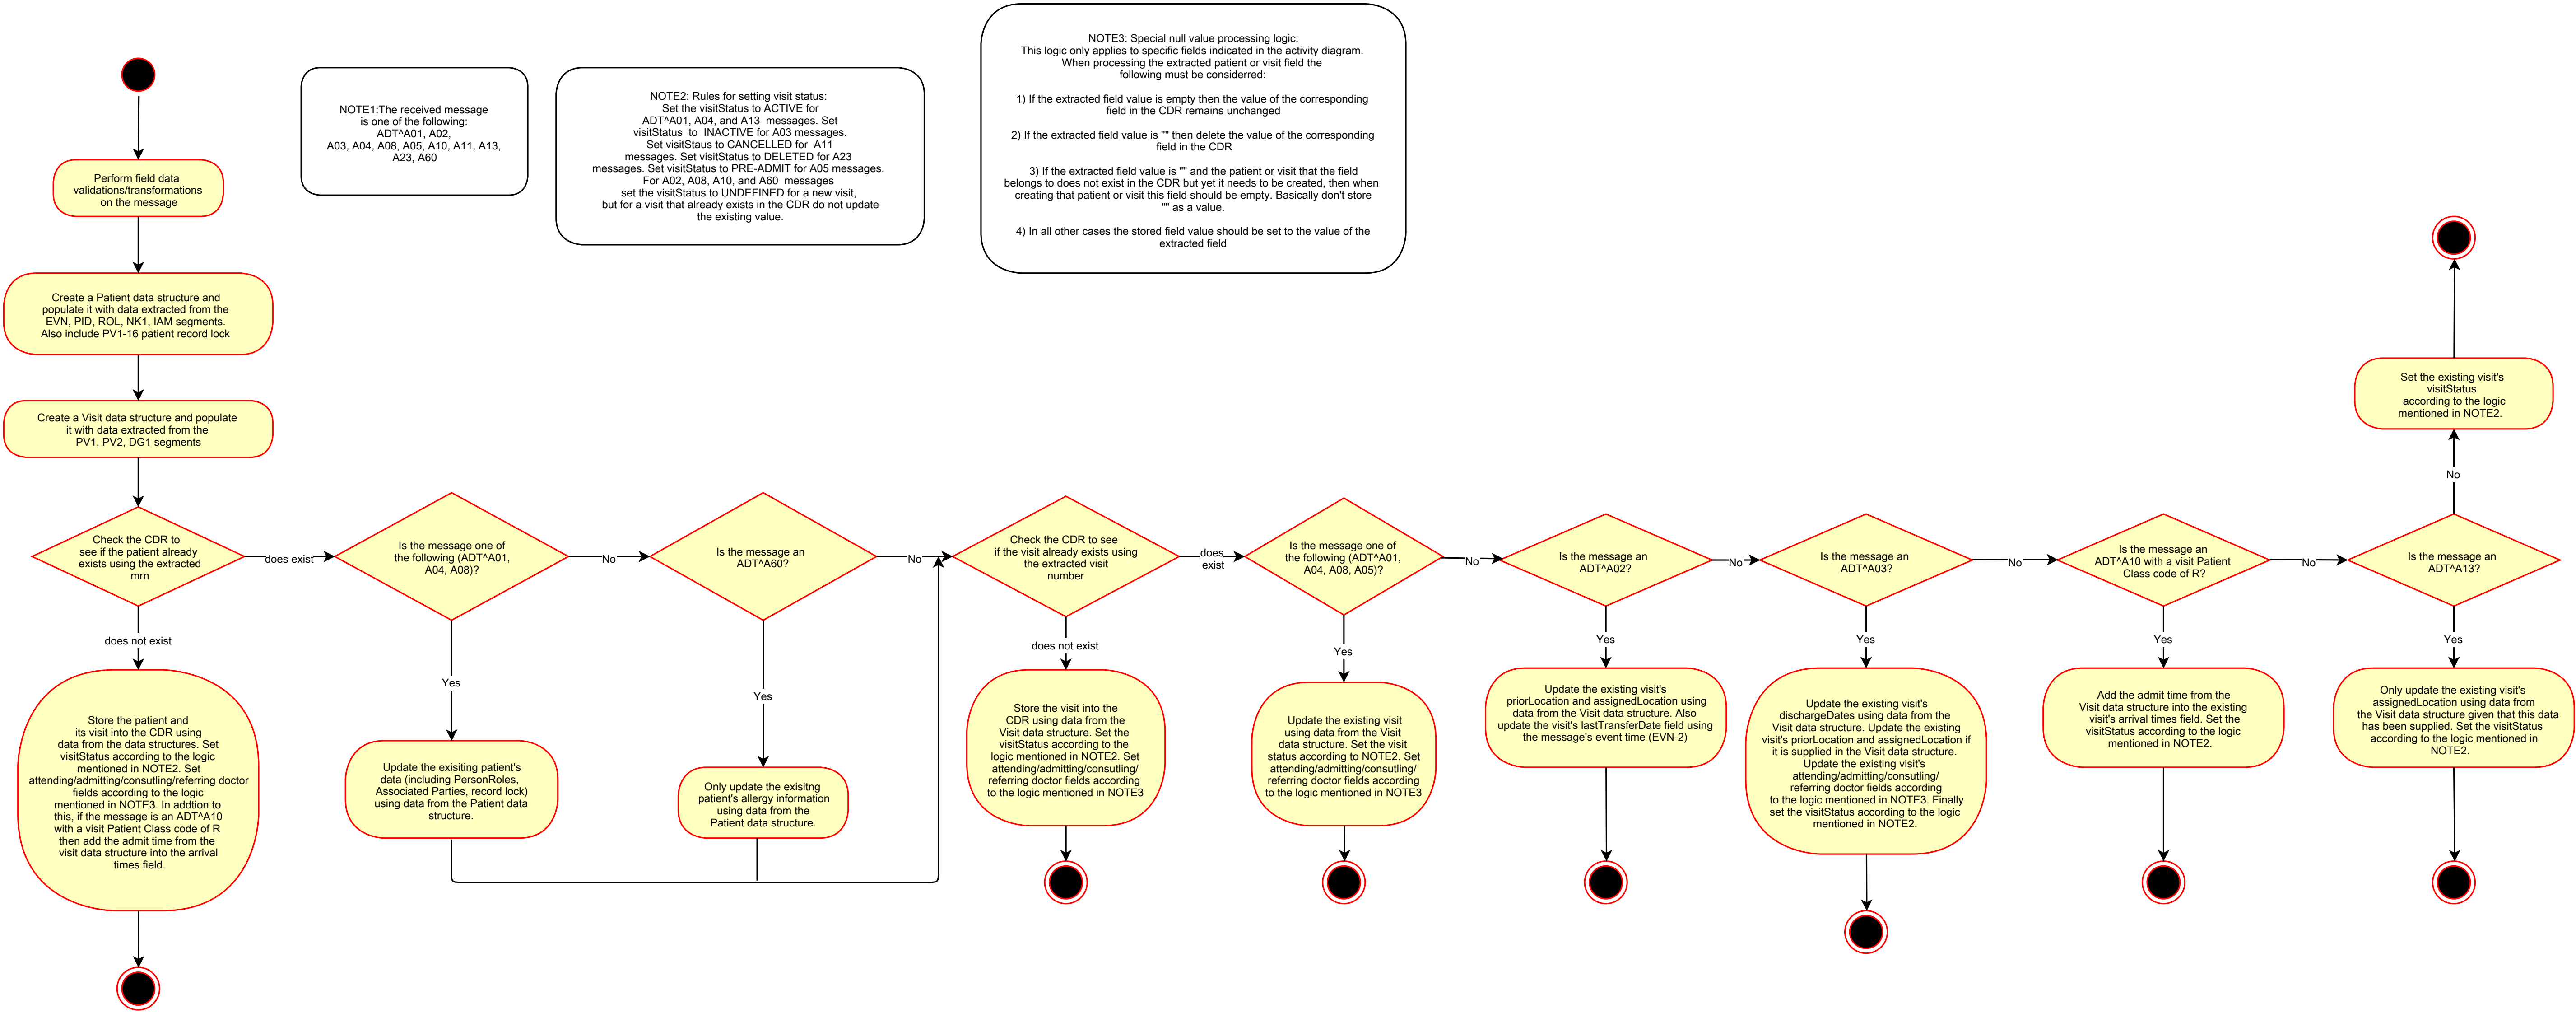 NOTE1:The received message
is one of the following:
ADT^A01, A02,
A03, A04, A08, A05, A10, A11, A13,
A23, A60
NOTE2: Rules for setting visit status:
Set the visitStatus to ACTIVE for
ADT^A01, A04, and A13 messages. Set
visitStatus to INACTIVE for A03 messages.
Set visitStaus to CANCELLED for A11
messages. Set visitStatus to DELETED for A23
messages. Set visitStatus to PRE-ADMIT for A05 messages.
For A02, A08, A10, and A60 messages
set the visitStatus to UNDEFINED for a new visit,
but for a visit that already exists in the CDR do not update
the existing value.
NOTE3: Special null value processing logic:
This logic only applies to specific fields indicated in the activity diagram.
When processing the extracted patient or visit field the
following must be considerred:
1) If the extracted field value is empty then the value of the corresponding
field in the CDR remains unchanged
2) If the extracted field value is "" then delete the value of the corresponding
field in the CDR
3) If the extracted field value is "" and the patient or visit that the field
belongs to does not exist in the CDR but yet it needs to be created, then when
creating that patient or visit this field should be empty. Basically don't store
"" as a value.
4) In all other cases the stored field value should be set to the value of the
extracted field
Perform field data
validations/transformations
on the message
Create a Patient data structure and
populate it with data extracted from the
EVN, PID, ROL, NK1, IAM segments.
Also include PV1-16 patient record lock
Create a Visit data structure and populate
it with data extracted from the
PV1, PV2, DG1 segments
Check the CDR to
see if the patient already
exists using the extracted
mrn
does exist
does not exist
Store the patient and
its visit into the CDR using
data from the data structures. Set
visitStatus according to the logic
mentioned in NOTE2. Set
attending/admitting/consutling/referring doctor
fields according to the logic
mentioned in NOTE3. In addtion to
this, if the message is an ADT^A10
with a visit Patient Class code of R
then add the admit time from the
visit data structure into the arrival
times field.
Is the message one of
the following (ADT^A01,
A04, A08)?
No
Yes
Update the exisiting patient's
data (including PersonRoles,
Associated Parties, record lock)
using data from the Patient data
structure.
Is the message an
ADT^A60?
No
Yes
Only update the exisitng
patient's allergy information
using data from the
Patient data structure.
Check the CDR to see
if the visit already exists using
the extracted visit
number
does
exist
does not exist
Store the visit into the
CDR using data from the
Visit data structure. Set the
visitStatus according to the
logic mentioned in NOTE2. Set
attending/admitting/consutling/
referring doctor fields according
to the logic mentioned in NOTE3
Is the message one of
the following (ADT^A01,
A04, A08, A05)?
No
Yes
Update the existing visit
using data from the Visit
data structure. Set the visit
status according to NOTE2. Set
attending/admitting/consutling/
referring doctor fields according
to the logic mentioned in NOTE3
Is the message an
ADT^A02?
No
Yes
Update the existing visit's
priorLocation and assignedLocation using
data from the Visit data structure. Also
update the visit's lastTransferDate field using
the message's event time (EVN-2)
Is the message an
ADT^A03?
No
Yes
Update the existing visit's
dischargeDates using data from the
Visit data structure. Update the existing
visit's priorLocation and assignedLocation if
it is supplied in the Visit data structure.
Update the existing visit's
attending/admitting/consutling/
referring doctor fields according
to the logic mentioned in NOTE3. Finally
set the visitStatus according to the logic
mentioned in NOTE2.
Is the message an
ADT^A10 with a visit Patient
Class code of R?
No
Yes
Add the admit time from the
Visit data structure into the existing
visit's arrival times field. Set the
visitStatus according to the logic
mentioned in NOTE2.
Is the message an
ADT^A13?
No
Set the existing visit's
visitStatus
according to the logic
mentioned in NOTE2.
Yes
Only update the existing visit's
assignedLocation using data from
the Visit data structure given that this data
has been supplied. Set the visitStatus
according to the logic mentioned in
NOTE2.